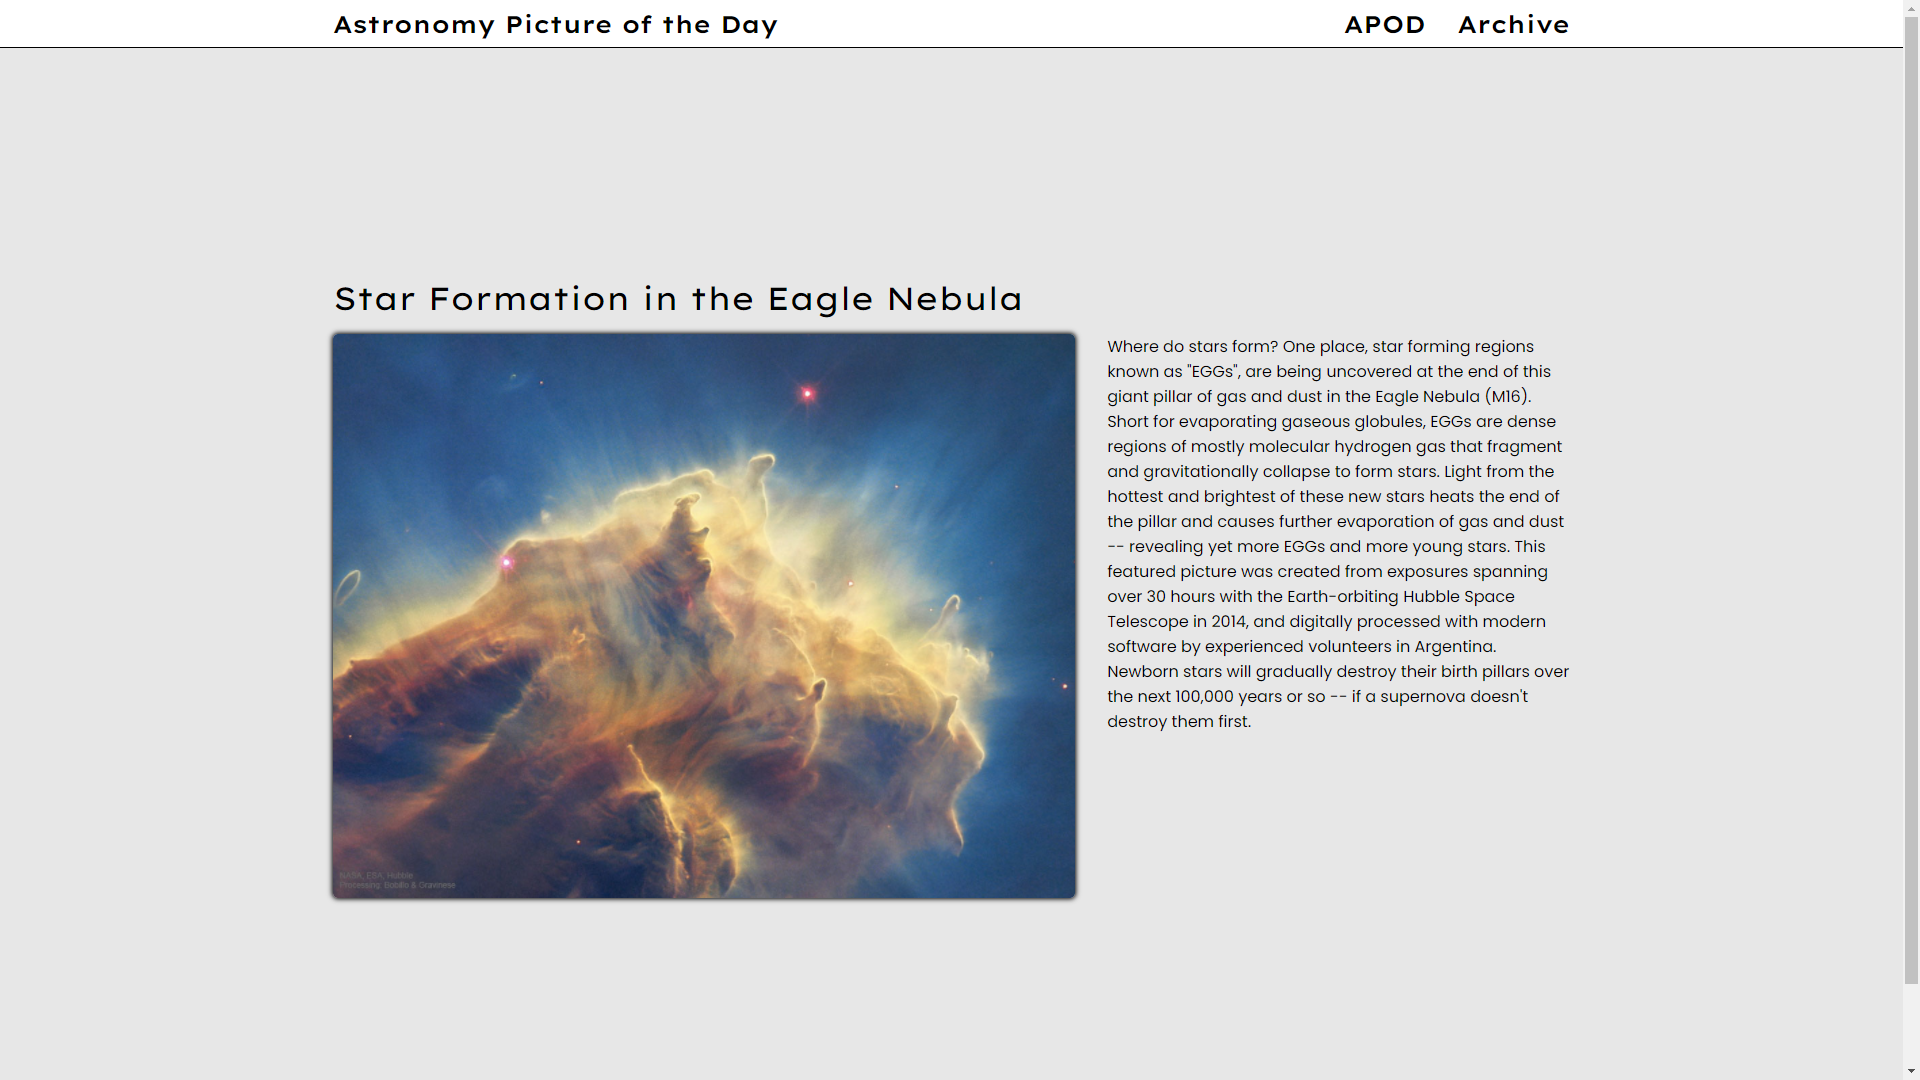 Astronomy Picture of the Day
APOD
Archive
Star Formation in the Eagle Nebula
Where do stars form? One place, star forming regions
known as "EGGs", are being uncovered at the end of this
giant pillar of gas and dust in the Eagle Nebula (M16).
Short for evaporating gaseous globules, EGGs are dense
regions of mostly molecular hydrogen gas that fragment
and gravitationally collapse to form stars. Light from the
hottest and brightest of these new stars heats the end of
the pillar and causes further evaporation of gas and dust
-- revealing yet more EGGs and more young stars. This
featured picture was created from exposures spanning
over 30 hours with the Earth-orbiting Hubble Space
Telescope in 2014, and digitally processed with modern
software by experienced volunteers in Argentina.
Newborn stars will gradually destroy their birth pillars over
the next 100,000 years or so -- if a supernova doesn't
destroy them first.
NASA, ESA, Hubble
Processing: